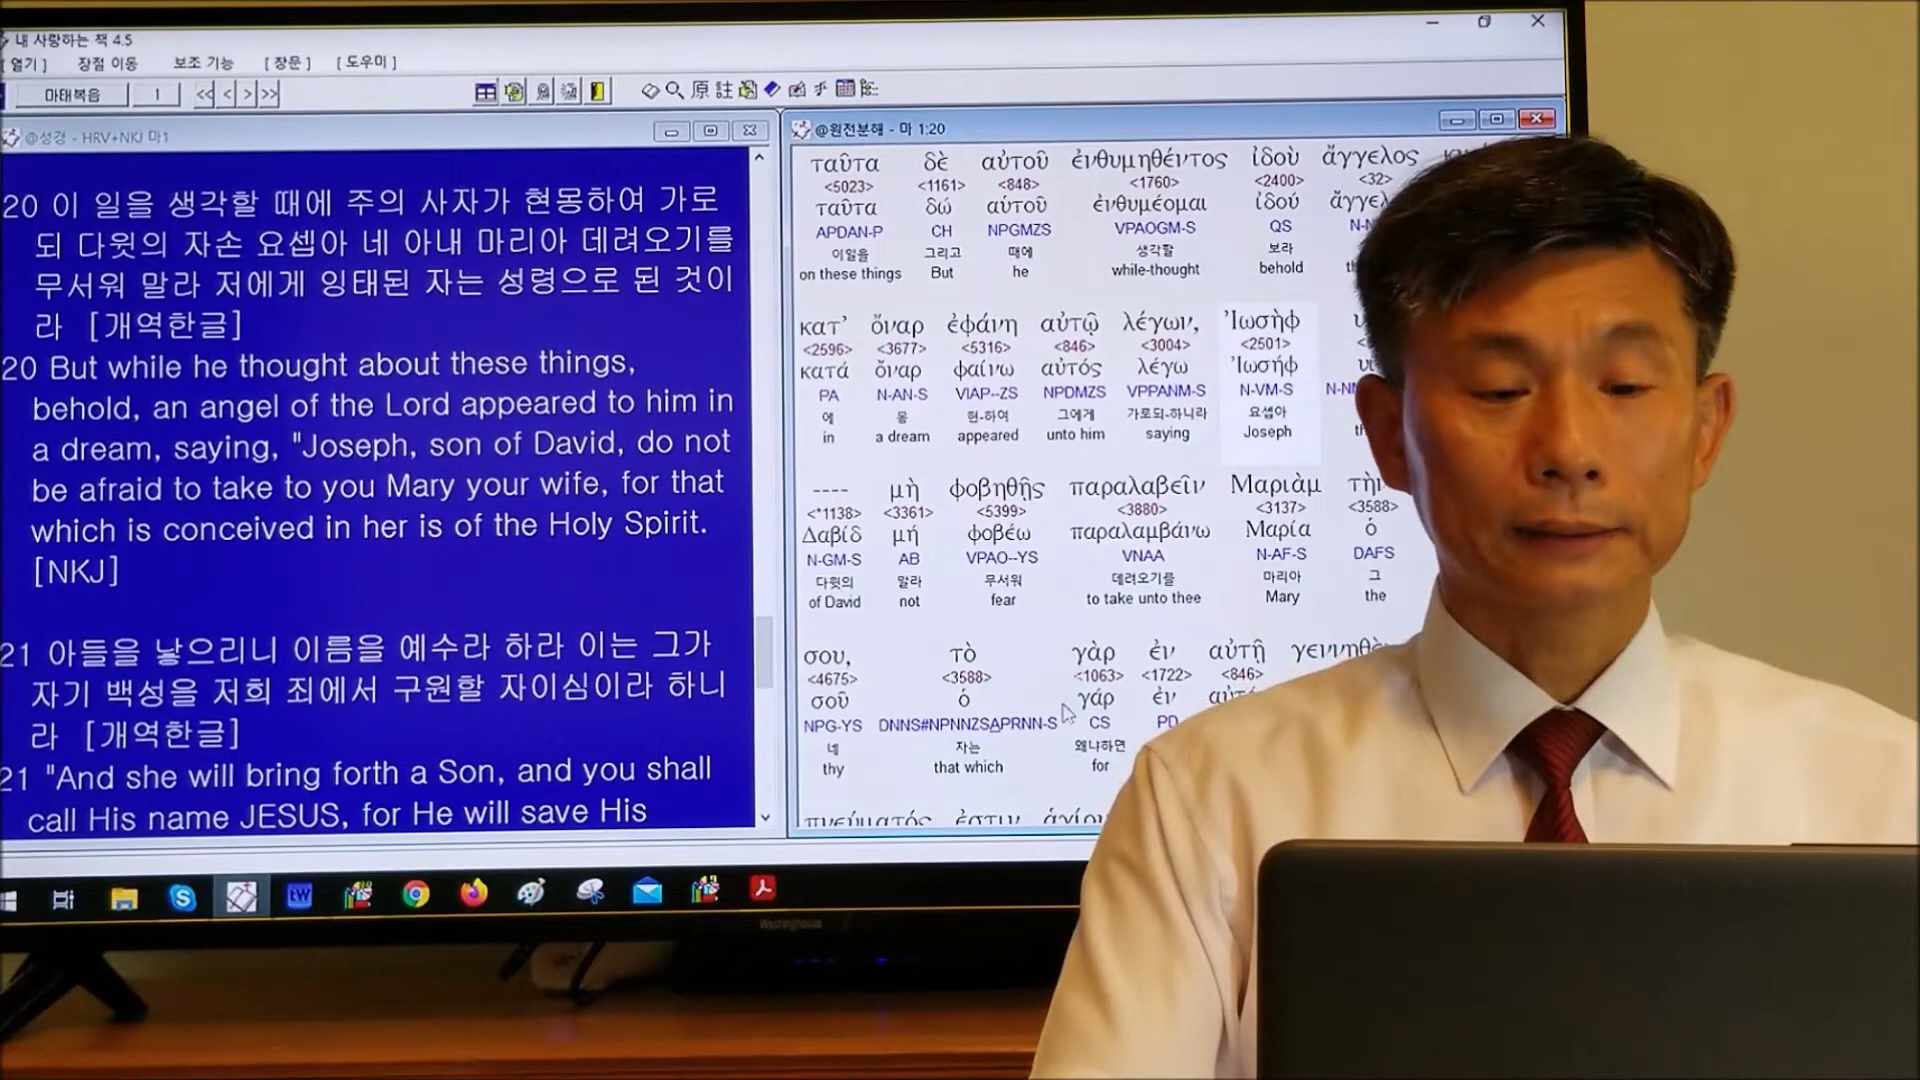 내 사랑하는 책 4.5
[ 열기 ] 장절 이동 보조 기능 [ 창문 ] [ 도우미 ]
마태복음 1 << < > >> 原 註
@성경 - HRV+NKJ 마1
20 이 일을 생각할 때에 주의 사자가 현몽하여 가로
되 다윗의 자손 요셉아 네 아내 마리아 데려오기를
무서워 말라 저에게 잉태된 자는 성령으로 된 것이
라 [개역한글]
20 But while he thought about these things,
behold, an angel of the Lord appeared to him in
a dream, saying, "Joseph, son of David, do not
be afraid to take to you Mary your wife, for that
which is conceived in her is of the Holy Spirit.
[NKJ]
21 아들을 낳으리니 이름을 예수라 하라 이는 그가
자기 백성을 저희 죄에서 구원할 자이심이라 하니
라 [개역한글]
21 "And she will bring forth a Son, and you shall
call His name JESUS, for He will save His
@원전분해 - 마 1:20
ταῦτα δὲ αὐτοῦ ἐνθυμηθέντος ἰδοὺ ἄγγελος
<5023> <1161> <848> <1760> <2400> <32>
ταῦτα δώ αὑτοῦ ἐνθυμέομαι ἰδού
APDAN-P CH NPGMZS VPAOGM-S QS
이일을 그리고 때에 생각할 보라
on these things But he while-thought behold
κατ' ὄναρ ἐφάνη αὐτῷ λέγων, Ἰωσὴφ
<2596> <3677> <5316> <846> <3004> <2501>
κατά ὄναρ φαίνω αὐτός λέγω Ἰωσήφ
PA N-AN-S VIAP--ZS NPDMZS VPPANM-S N-VM-S
에 몽 현-하여 그에게 가로되-하니라 요셉아
in a dream appeared unto him saying Joseph
---- μὴ φοβηθῇς παραλαβεῖν Μαριὰμ τὴν
<*1138> <3361> <5399> <3880> <3137> <3588>
Δαβίδ μή φοβέω παραλαμβάνω Μαρία ὁ
N-GM-S AB VPAO--YS VNAA N-AF-S DAFS
다윗의 말라 무서워 데려오기를 마리아 그
of David not fear to take unto thee Mary the
σου, τὸ γὰρ ἐν αὐτῇ
<4675> <3588> <1063> <1722> <846>
σοῦ ὁ γάρ ἐν
NPG-YS DNNS#NPNNZSAPRNN-S CS PD
네 자는 왜냐하면
thy that which for
πνεύματός ἐστιν ἁγίου
Westinghouse